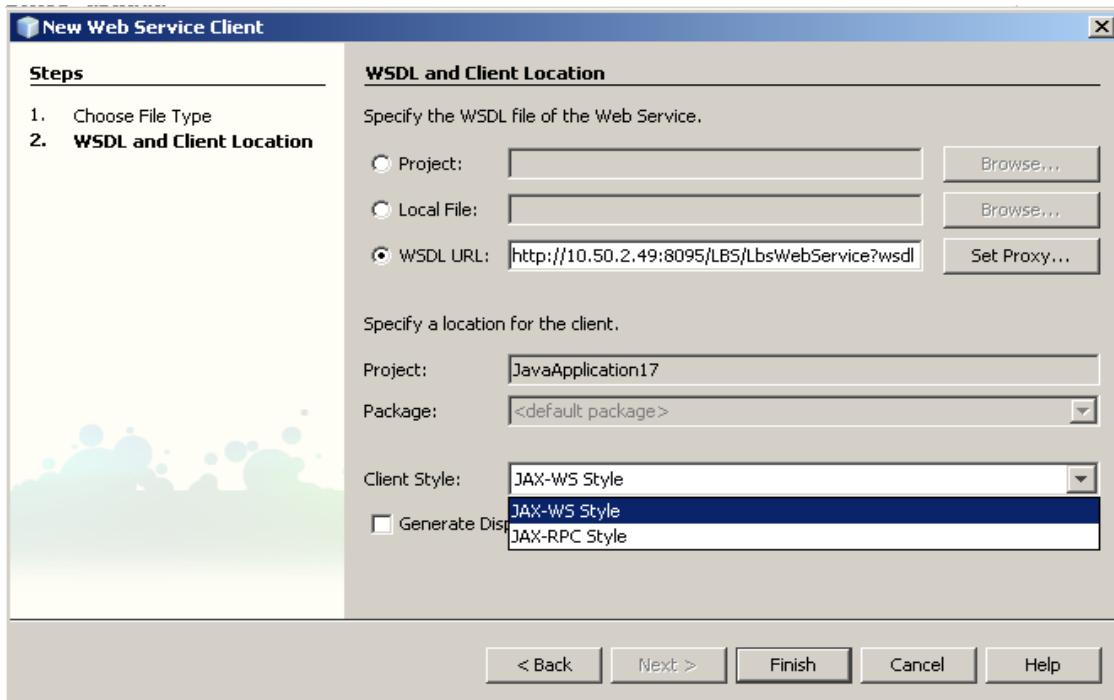 New Web Service Client
Steps
1. Choose File Type
2. WSDL and Client Location
WSDL and Client Location
Specify the WSDL file of the Web Service.
Project: Browse...
Local File: Browse...
WSDL URL: http://10.50.2.49:8095/LBS/LbsWebService?wsdl Set Proxy...
Specify a location for the client.
Project: JavaApplication17
Package: <default package>
Client Style: JAX-WS Style
JAX-WS Style
Generate Disp
JAX-RPC Style
< Back Next > Finish Cancel Help